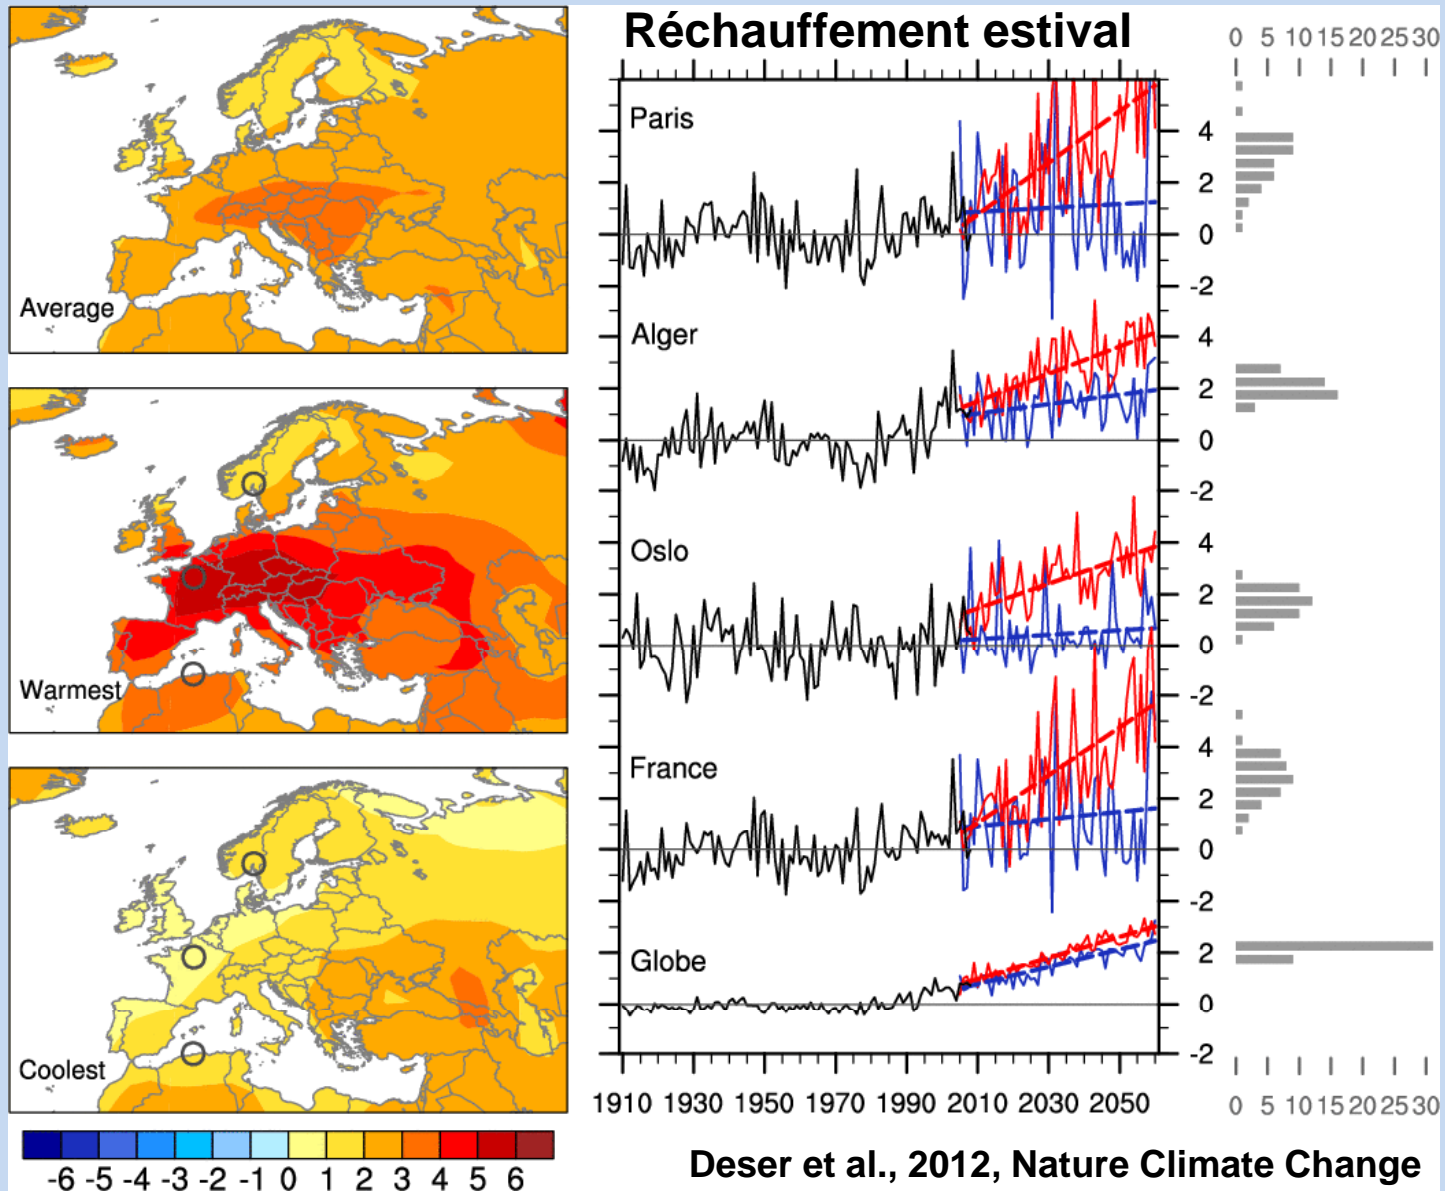 Réchauffement estival
0 5 10 15 20 25 30
Average
Warmest
Coolest
-6 -5 -4 -3 -2 -1 0 1 2 3 4 5 6
Paris
4
2
0
-2
Alger
4
2
0
-2
Oslo
4
2
0
-2
France
4
2
0
-2
Globe
2
0
-2
1910 1930 1950 1970 1990 2010 2030 2050
0 5 10 15 20 25 30
Deser et al., 2012, Nature Climate Change